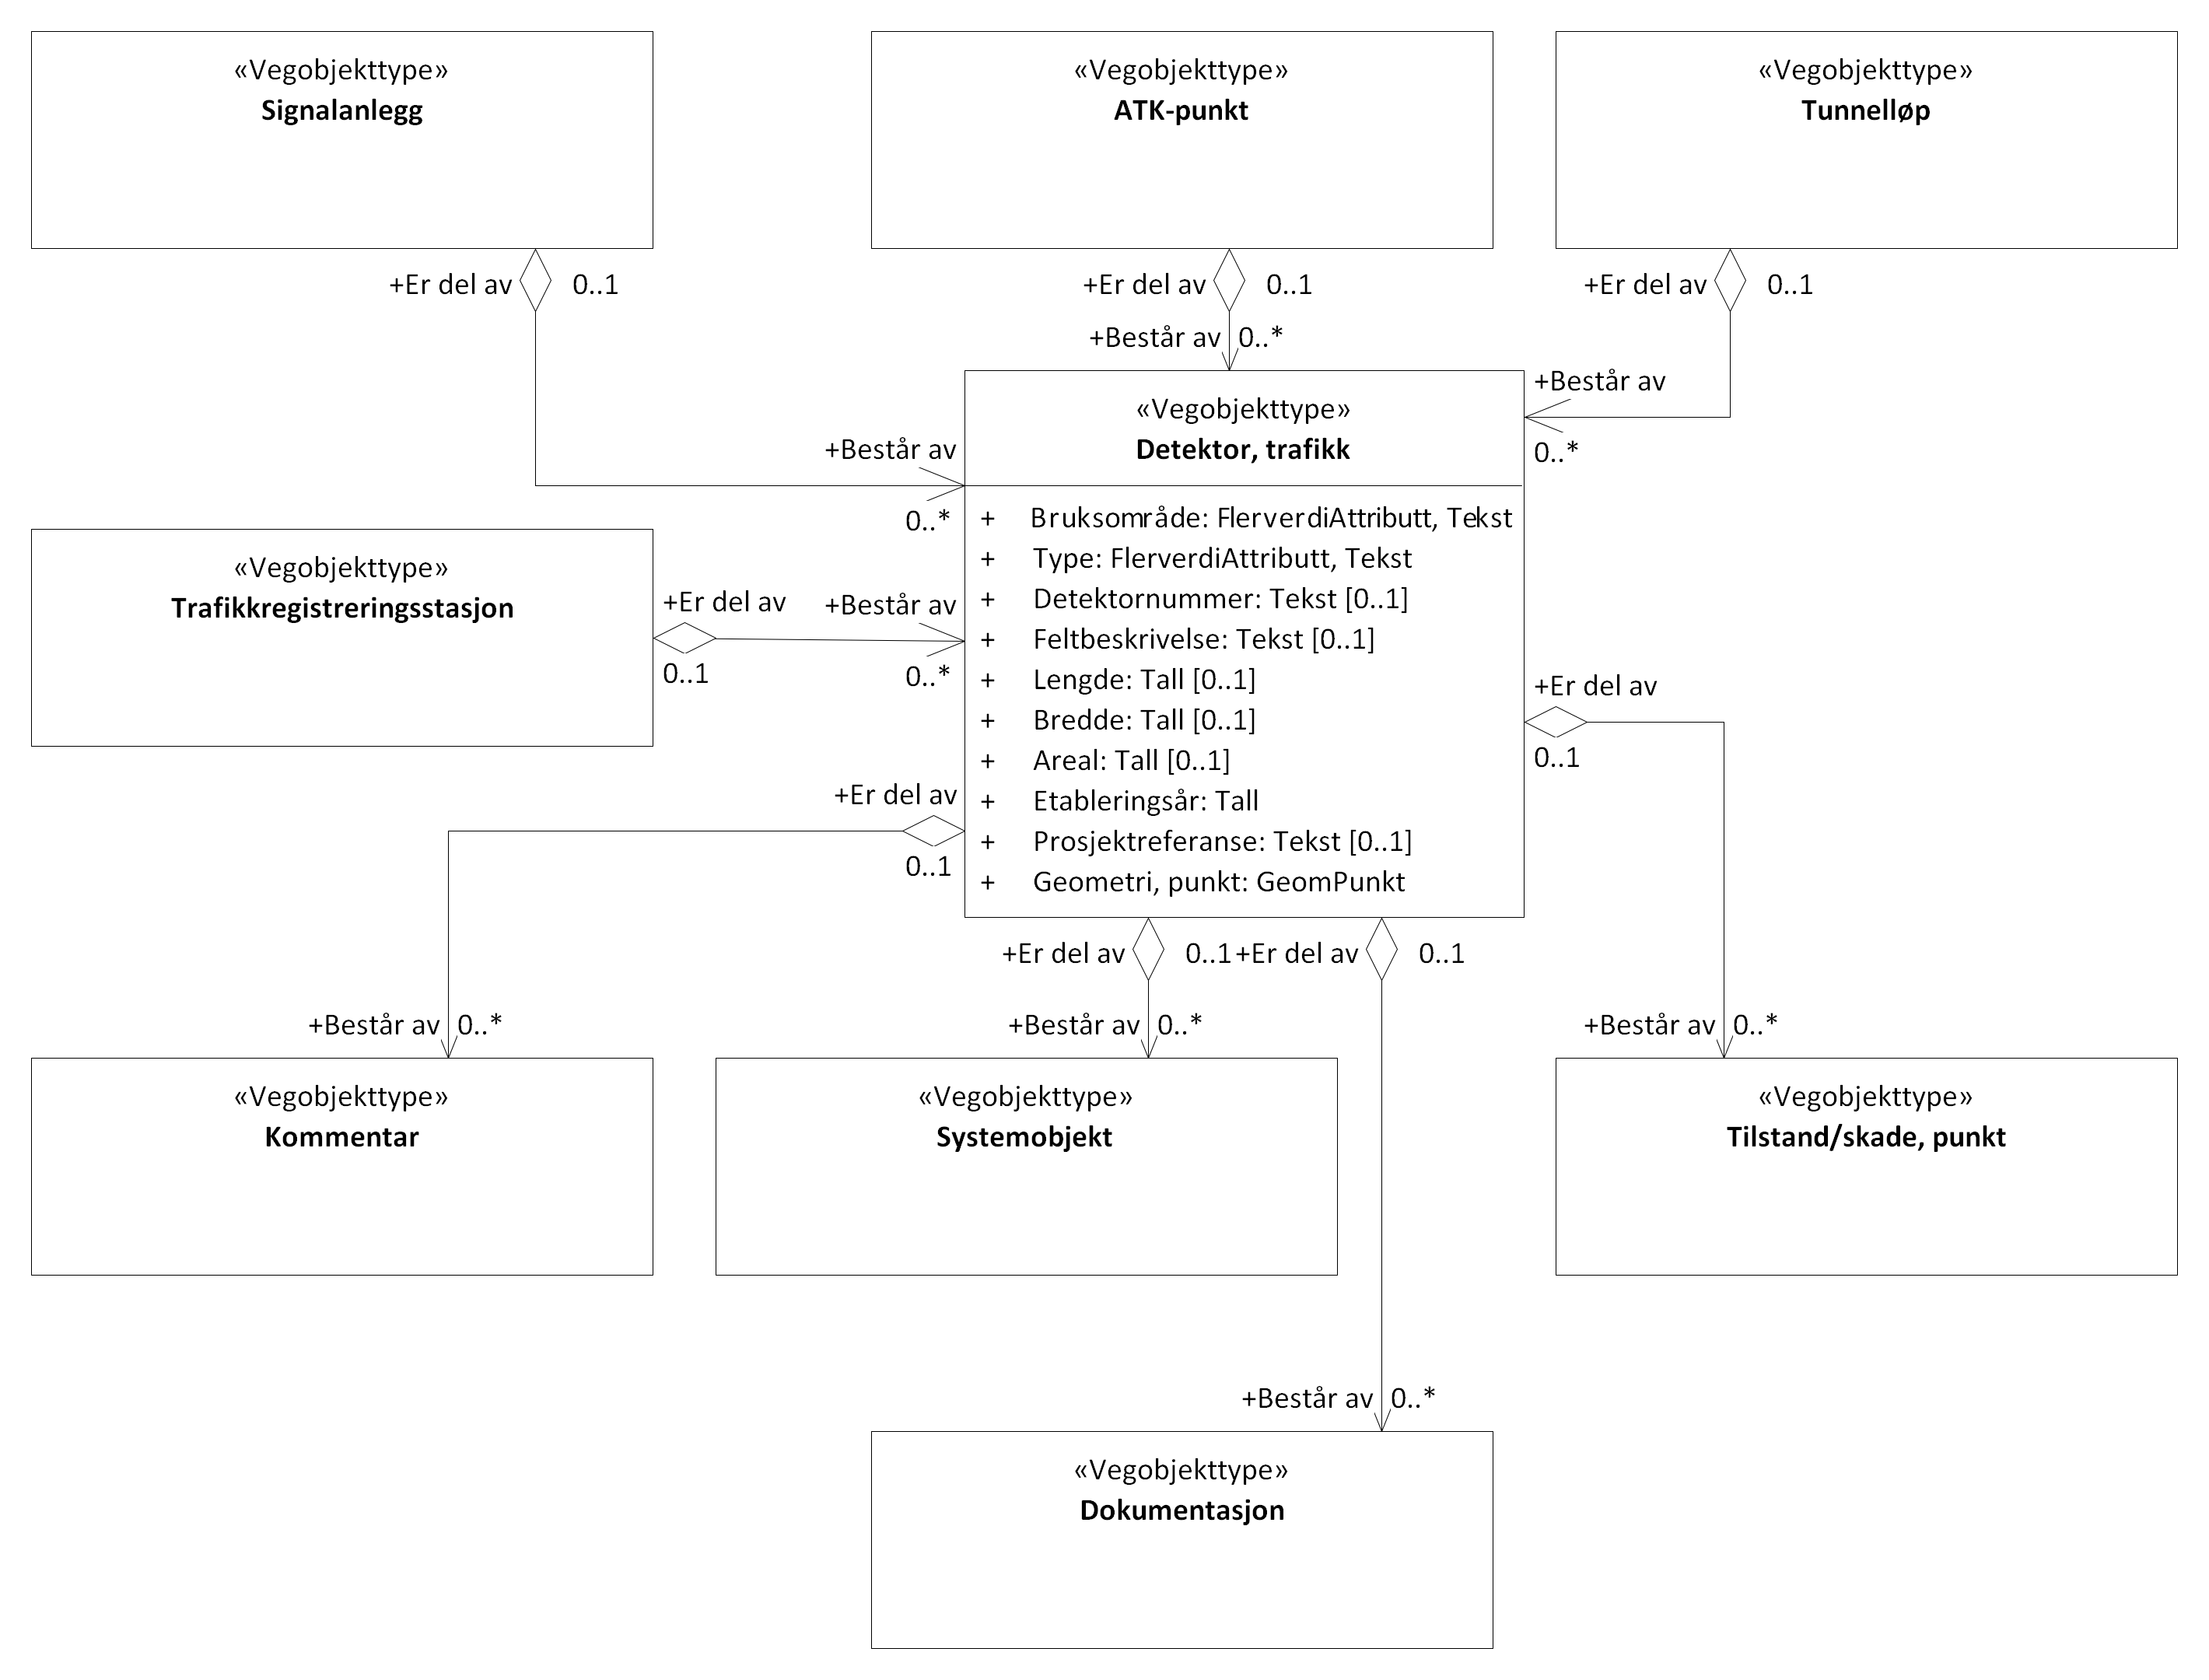 «Vegobjekttype»
Signalanlegg
«Vegobjekttype»
ATK-punkt
«Vegobjekttype»
Tunnelløp
+Er del av
0..1
+Er del av
0..1
+Er del av
0..1
+Består av
0..*
+Består av
0..*
+Består av
0..*
«Vegobjekttype»
Detektor, trafikk
+ Bruksområde: FlerverdiAttributt, Tekst
+ Type: FlerverdiAttributt, Tekst
+ Detektornummer: Tekst [0..1]
+ Feltbeskrivelse: Tekst [0..1]
+ Lengde: Tall [0..1]
+ Bredde: Tall [0..1]
+ Areal: Tall [0..1]
+ Etableringsår: Tall
+ Prosjektreferanse: Tekst [0..1]
+ Geometri, punkt: GeomPunkt
«Vegobjekttype»
Trafikkregistreringsstasjon
+Er del av
0..1
+Består av
0..*
+Er del av
0..1
+Er del av
0..1
+Er del av
0..1
+Er del av
0..1
+Består av
0..*
+Består av
0..*
+Består av
0..*
«Vegobjekttype»
Kommentar
«Vegobjekttype»
Systemobjekt
«Vegobjekttype»
Tilstand/skade, punkt
+Består av
0..*
«Vegobjekttype»
Dokumentasjon